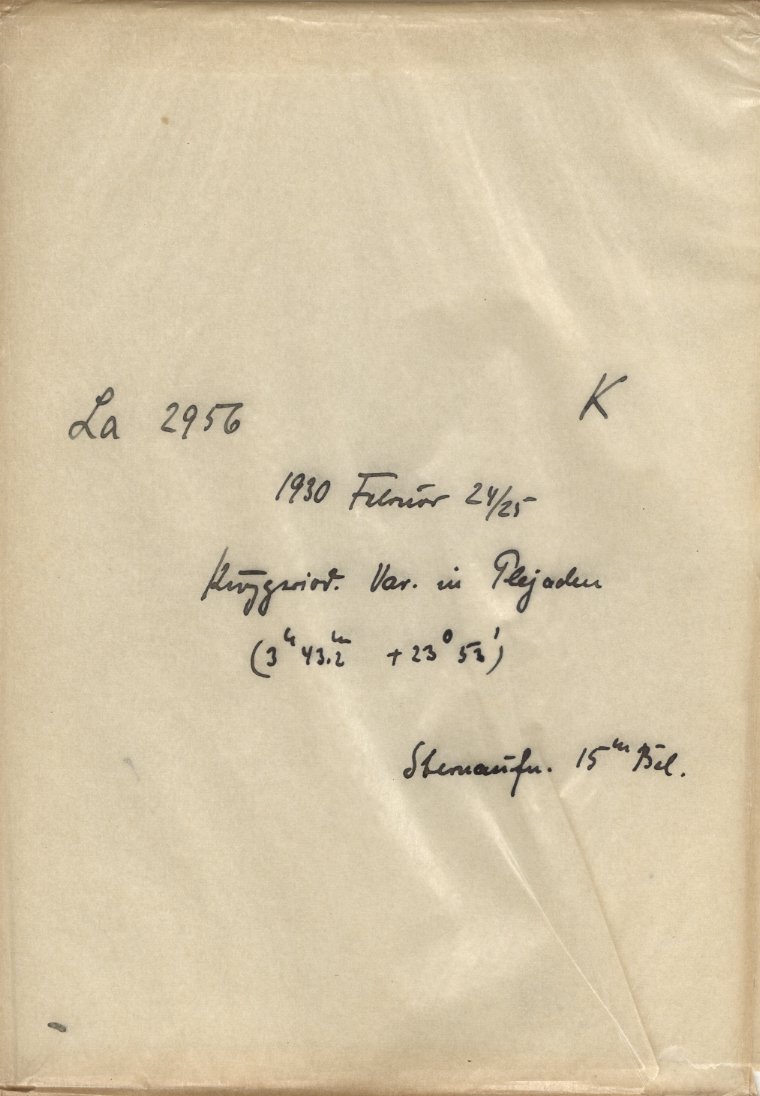 La 2956 K
1930 Februar 24/25
Kurzperiod. Var. in Plejaden
(3ʰ 43.2ᵐ +23° 53')
Sternaufn. 15ᵐ Bel.